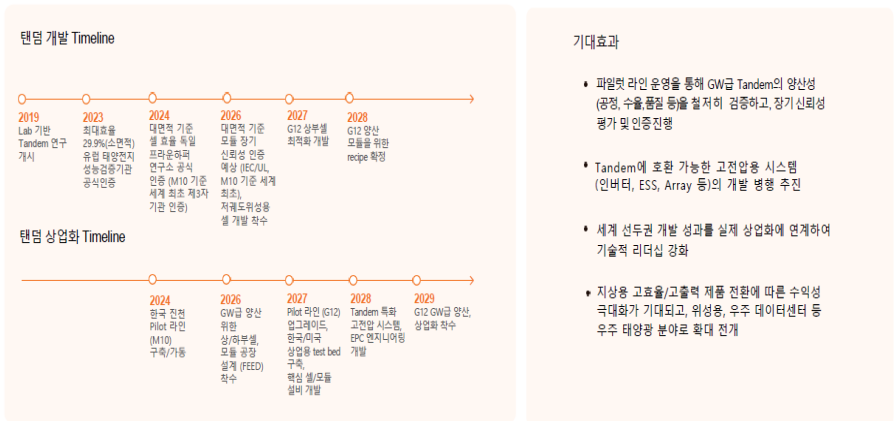 탠덤 개발 Timeline
2019
Lab 기반
Tandem 연구
개시
2023
최대효율
29.9%(소면적)
유럽 태양전지
성능검증기관
공식인증
2024
대면적 기준
셀 효율 독일
프라운하퍼
연구소 공식
인증 (M10 기준
세계 최초 제3자
기관 인증)
2026
대면적 기준
모듈 장기
신뢰성 인증
예상 (IEC/UL,
M10 기준 세계
최초),
저궤도위성용
셀 개발 착수
2027
G12 상부셀
최적화 개발
2028
G12 양산
모듈을 위한
recipe 확정
탠덤 상업화 Timeline
2024
한국 진천
Pilot 라인
(M10)
구축/가동
2026
GW급 양산
위한
상/하부셀,
모듈 공장
설계 (FEED)
착수
2027
Pilot 라인 (G12)
업그레이드,
한국/미국
상업용 test bed
구축,
핵심 셀/모듈
설비 개발
2028
Tandem 특화
고전압 시스템,
EPC 엔지니어링
개발
2029
G12 GW급 양산,
상업화 착수
기대효과
• 파일럿 라인 운영을 통해 GW급 Tandem의 양산성
(공정, 수율,품질 등)을 철저히 검증하고, 장기 신뢰성
평가 및 인증진행
• Tandem에 호환 가능한 고전압용 시스템
(인버터, ESS, Array 등)의 개발 병행 추진
• 세계 선두권 개발 성과를 실제 상업화에 연계하여
기술적 리더십 강화
• 지상용 고효율/고출력 제품 전환에 따른 수익성
극대화가 기대되고, 위성용, 우주 데이터센터 등
우주 태양광 분야로 확대 전개